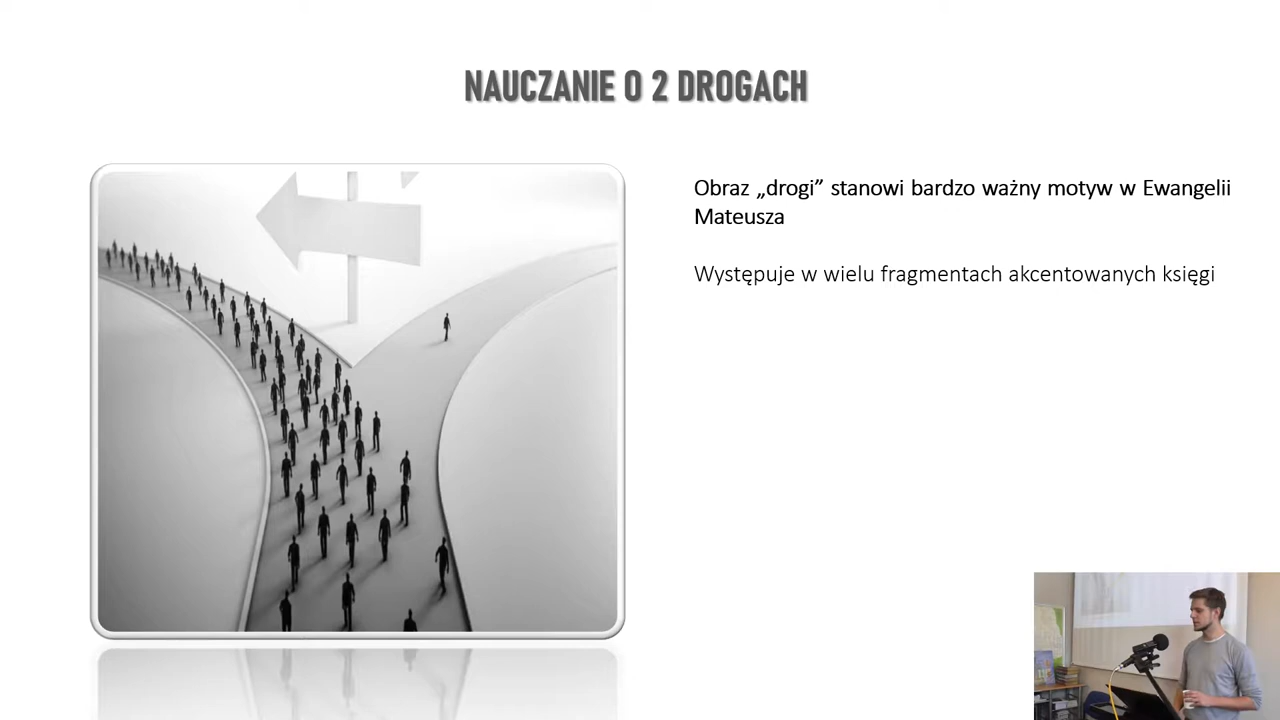 NAUCZANIE O 2 DROGACH
Obraz „drogi” stanowi bardzo ważny motyw w Ewangelii
Mateusza
Występuje w wielu fragmentach akcentowanych księgi